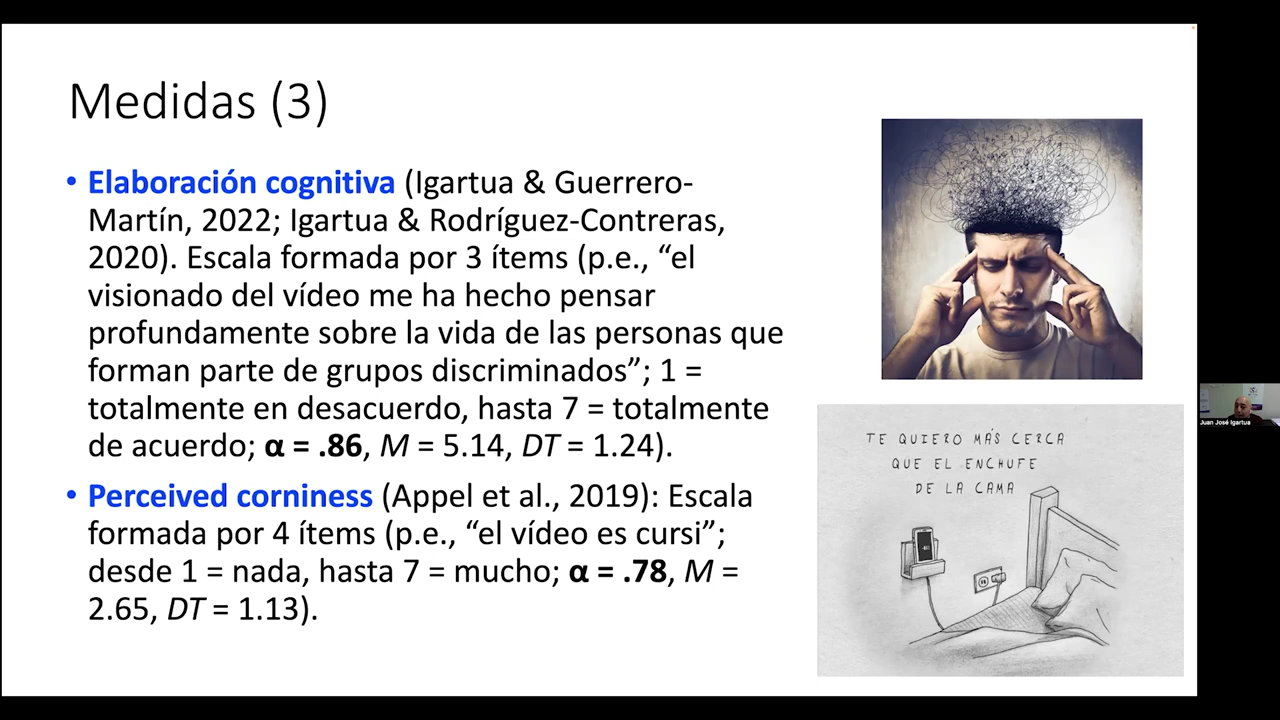 Medidas (3)
• Elaboración cognitiva (Igartua & Guerrero-
Martín, 2022; Igartua & Rodríguez-Contreras,
2020). Escala formada por 3 ítems (p.e., “el
visionado del vídeo me ha hecho pensar
profundamente sobre la vida de las personas que
forman parte de grupos discriminados”; 1 =
totalmente en desacuerdo, hasta 7 = totalmente
de acuerdo; α = .86, M = 5.14, DT = 1.24).
• Perceived corniness (Appel et al., 2019): Escala
formada por 4 ítems (p.e., “el vídeo es cursi”;
desde 1 = nada, hasta 7 = mucho; α = .78, M =
2.65, DT = 1.13).
TE QUIERO MÁS CERCA
QUE EL ENCHUFE
DE LA CAMA
Juan José Igartua